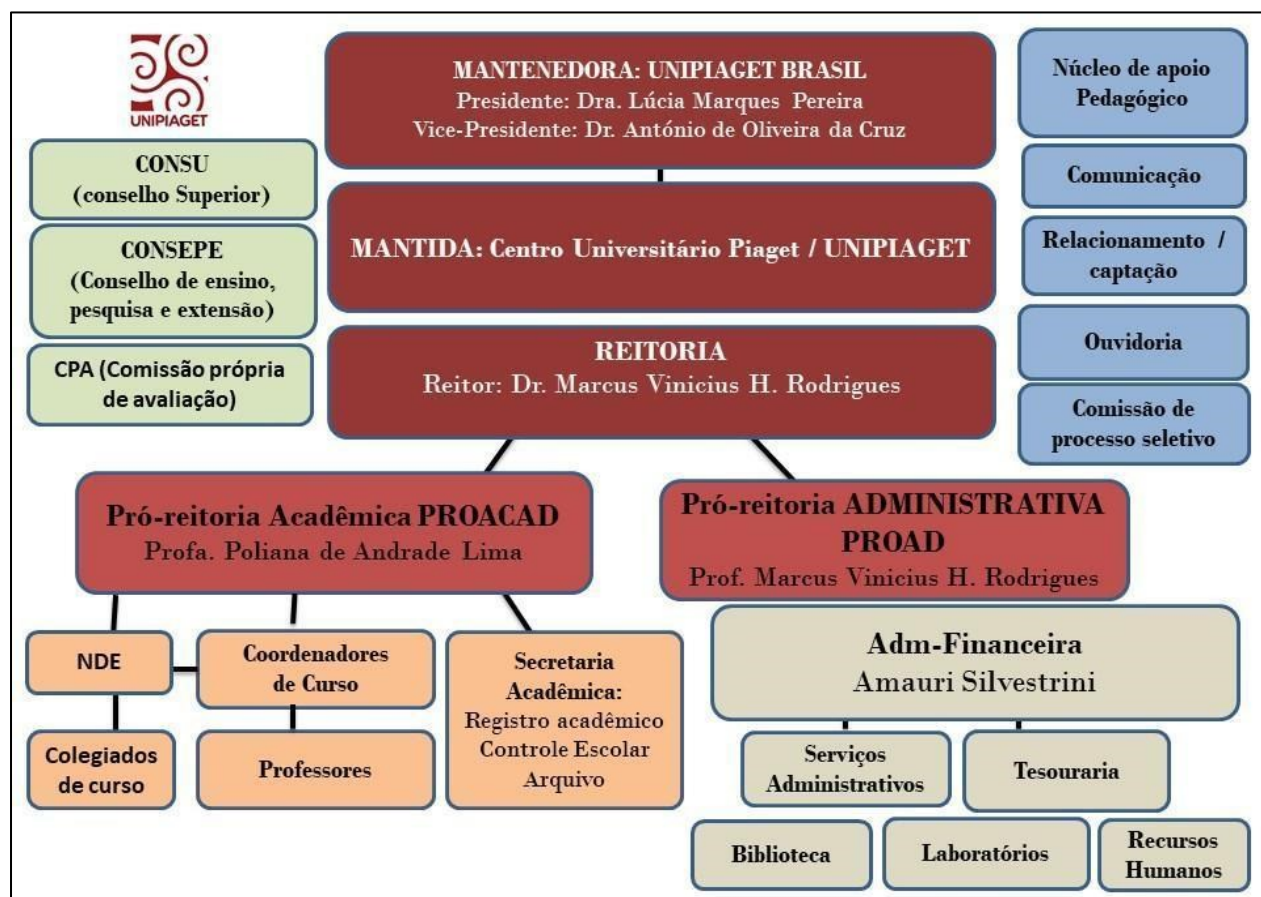 UNIPIAGET
MANTENEDORA: UNIPIAGET BRASIL
Presidente: Dra. Lúcia Marques Pereira
Vice-Presidente: Dr. António de Oliveira da Cruz
Núcleo de apoio
Pedagógico
CONSU
(conselho Superior)
Comunicação
CONSEPE
(Conselho de ensino,
pesquisa e extensão)
MANTIDA: Centro Universitário Piaget / UNIPIAGET
Relacionamento /
captação
CPA (Comissão própria
de avaliação)
REITORIA
Reitor: Dr. Marcus Vinicius H. Rodrigues
Ouvidoria
Comissão de
processo seletivo
Pró-reitoria Acadêmica PROACAD
Profa. Poliana de Andrade Lima
Pró-reitoria ADMINISTRATIVA
PROAD
Prof. Marcus Vinicius H. Rodrigues
NDE
Coordenadores
de Curso
Secretaria
Acadêmica:
Registro acadêmico
Controle Escolar
Arquivo
Adm-Financeira
Amauri Silvestrini
Colegiados
de curso
Professores
Serviços
Administrativos
Tesouraria
Biblioteca
Laboratórios
Recursos
Humanos